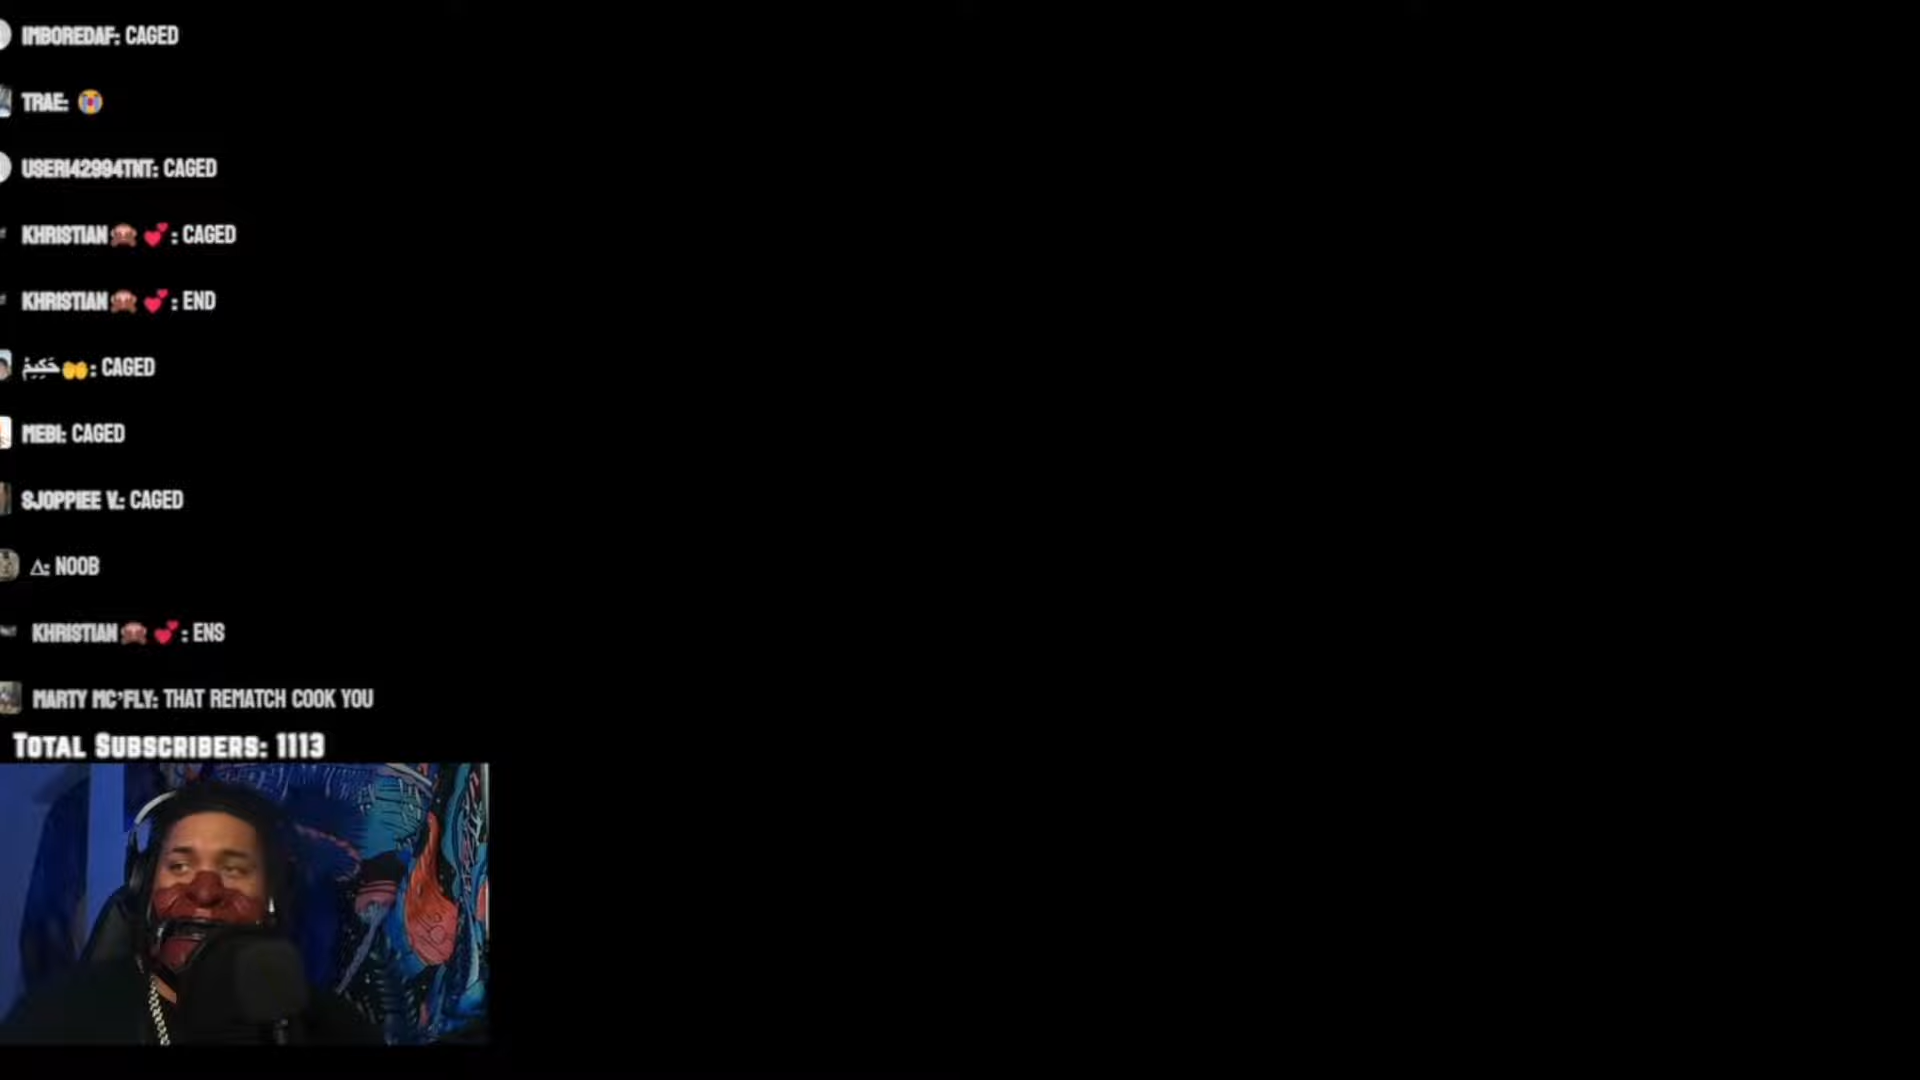 IMBOREDAF: CAGED
TRAE: 😭
USER142994TNT: CAGED
KHRISTIAN🙊 💕: CAGED
KHRISTIAN🙊 💕: END
حَكِيمٌ👐: CAGED
MEBI: CAGED
SJOPPIEE V.: CAGED
Δ: NOOB
KHRISTIAN🙊 💕: ENS
MARTY MC'FLY: THAT REMATCH COOK YOU
TOTAL SUBSCRIBERS: 1113